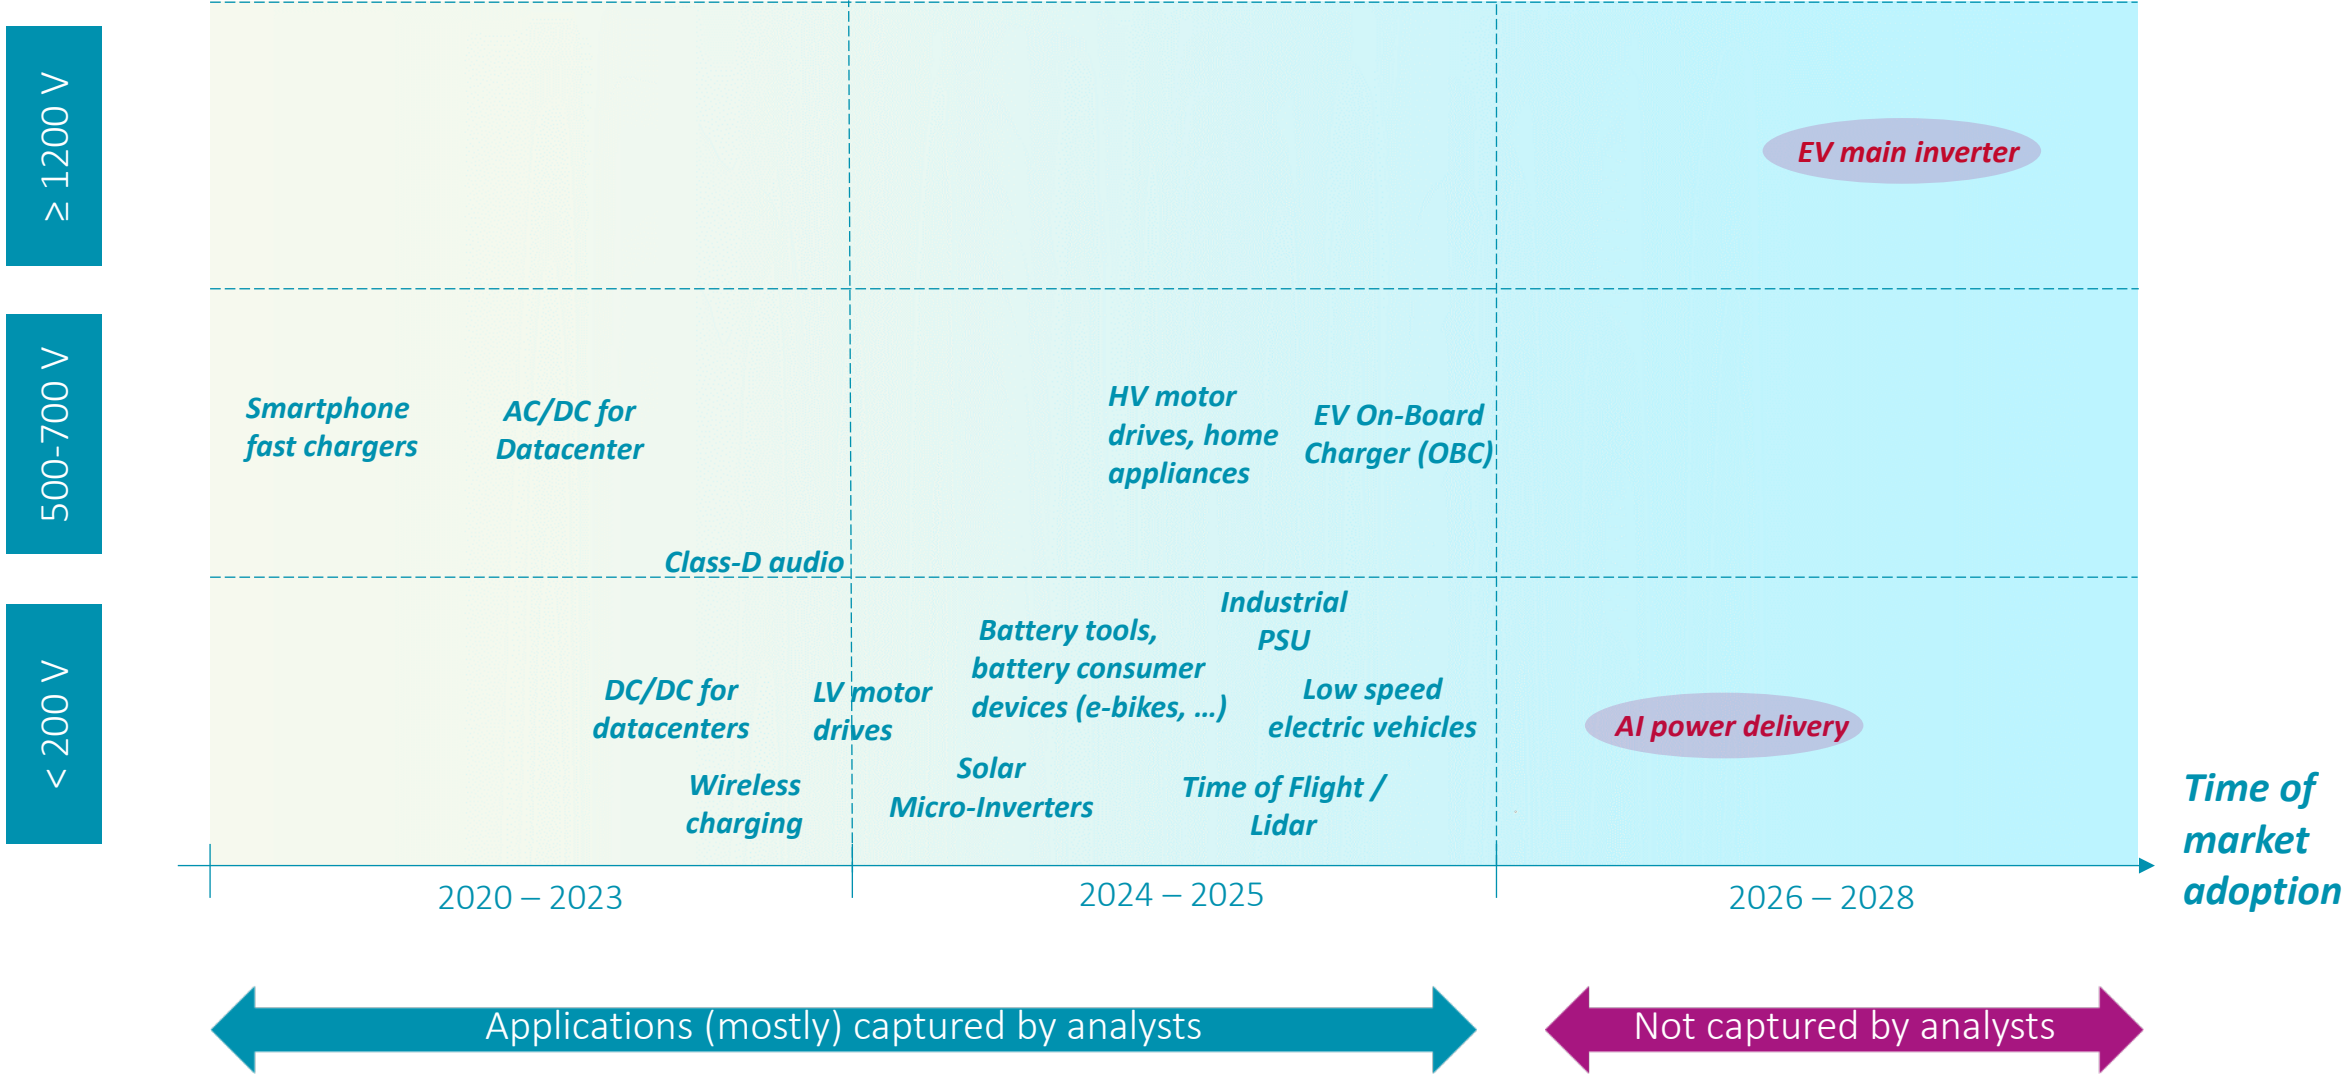 ≥ 1200 V
EV main inverter
500-700 V
Smartphone
fast chargers
AC/DC for
Datacenter
Class-D audio
HV motor
drives, home
appliances
EV On-Board
Charger (OBC)
< 200 V
DC/DC for
datacenters
Wireless
charging
LV motor
drives
Battery tools,
battery consumer
devices (e-bikes, ...)
Solar
Micro-Inverters
Industrial
PSU
Low speed
electric vehicles
Time of Flight /
Lidar
AI power delivery
Time of
market
adoption
2020 – 2023
2024 – 2025
2026 – 2028
Applications (mostly) captured by analysts
Not captured by analysts